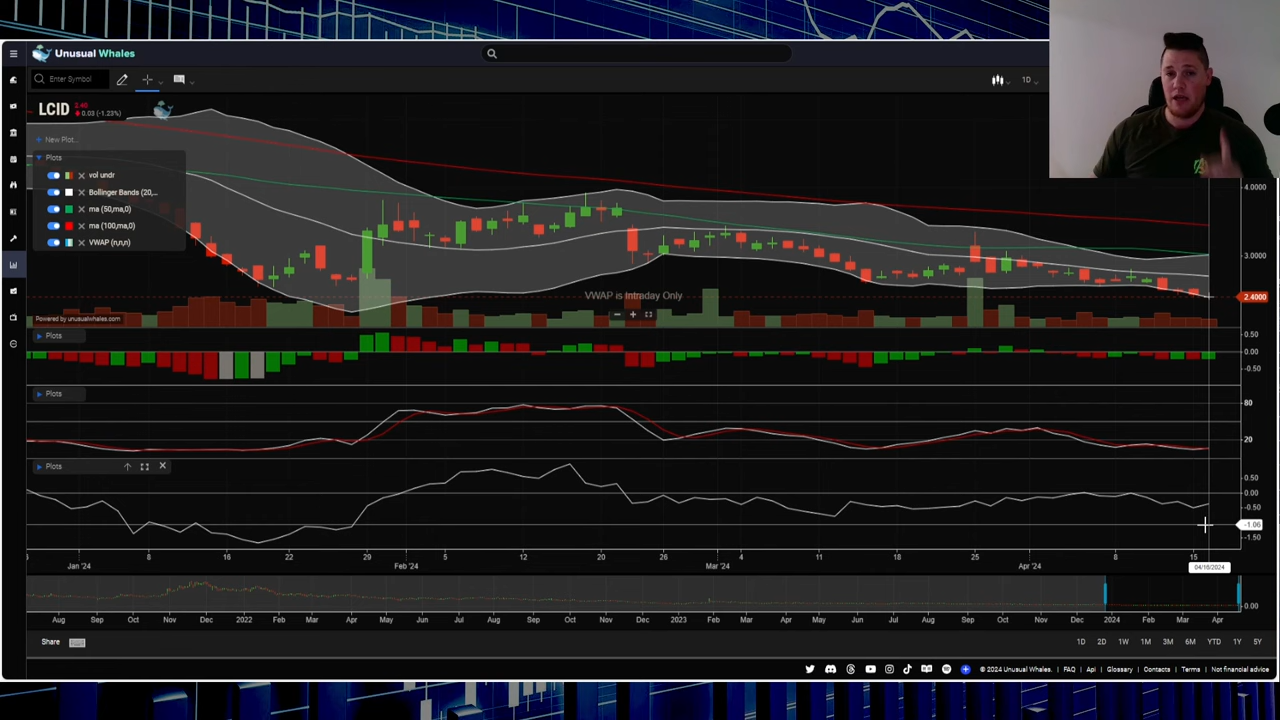 Unusual Whales
Enter Symbol
1D
LCID 2.40
0.03 (-1.23%)
New Plot...
Plots
vol undr
Bollinger Bands (20,...
ma (50,ma,0)
ma (100,ma,0)
VWAP (n,n,n)
4.0000
3.0000
2.4000
VWAP is Intraday Only
Powered by unusualwhales.com
Plots
0.50
0.00
-0.50
Plots
80
20
Plots
0.50
0.00
-0.50
-1.06
-1.50
8 16 22 29 5 12 20 26 4 11 18 25 8 15
Jan '24 Feb '24 Mar '24 Apr '24 04/16/2024
0.00
Aug Sep Oct Nov Dec 2022 Feb Mar Apr May Jun Jul Aug Sep Oct Nov Dec 2023 Feb Mar Apr May Jun Jul Aug Sep Oct Nov Dec 2024 Feb Mar Apr
Share
1D 2D 1W 1M 3M 6M YTD 1Y 5Y
© 2024 Unusual Whales. FAQ Api Glossary Contacts Terms Not financial advice